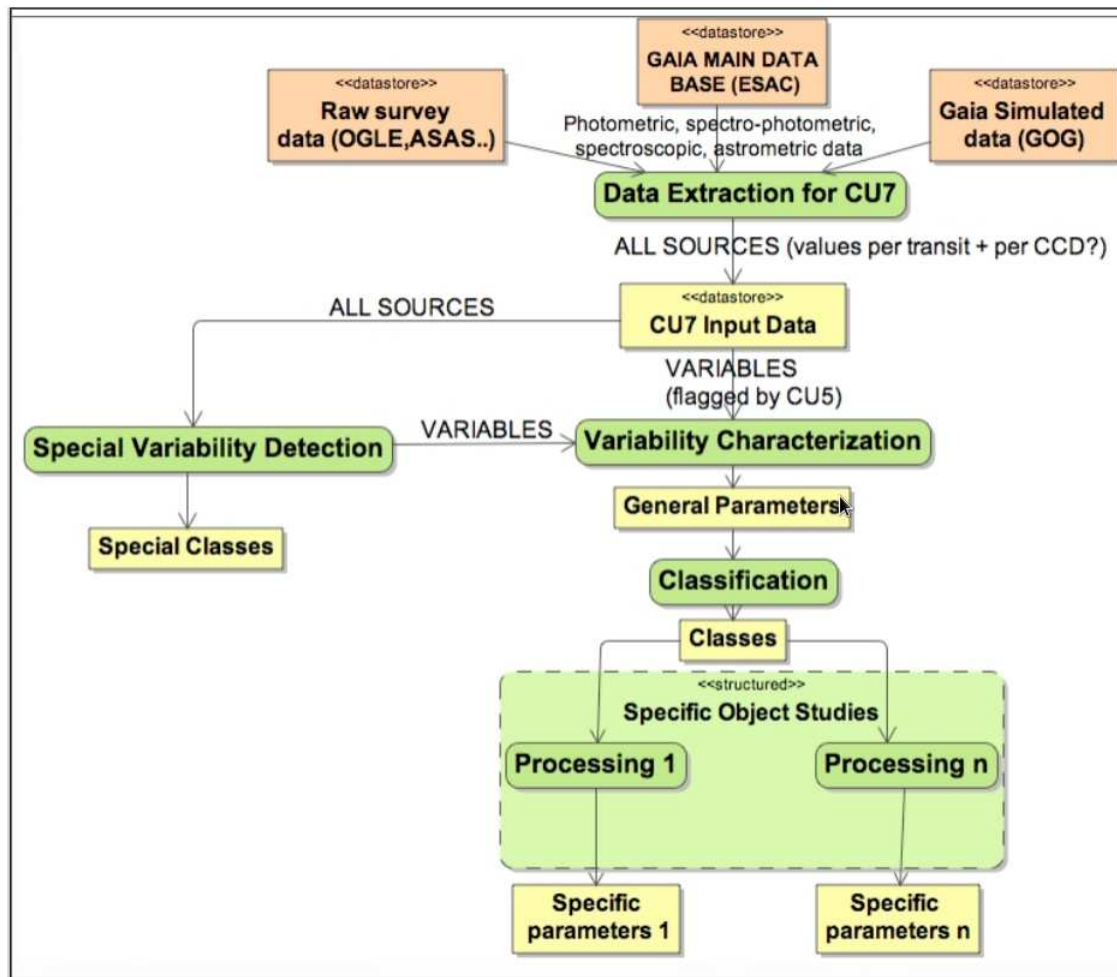 <<datastore>>
GAIA MAIN DATA
BASE (ESAC)
<<datastore>>
Raw survey
data (OGLE,ASAS..)
<<datastore>>
Gaia Simulated
data (GOG)
Photometric, spectro-photometric,
spectroscopic, astrometric data
Data Extraction for CU7
ALL SOURCES (values per transit + per CCD?)
<<datastore>>
CU7 Input Data
ALL SOURCES
VARIABLES
(flagged by CU5)
Special Variability Detection
VARIABLES
Variability Characterization
General Parameters
Special Classes
Classification
Classes
<<structured>>
Specific Object Studies
Processing 1
Processing n
Specific
parameters 1
Specific
parameters n